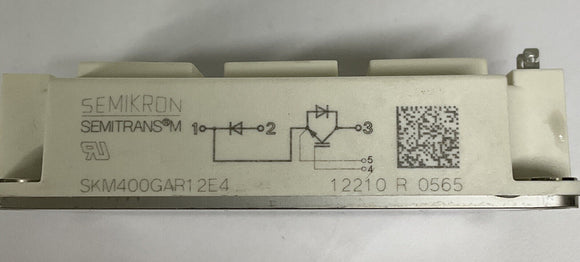 SEMIKRON
SEMITRANS®M
1 2 3
5
4
SKM400GAR12E4 12210 R 0565